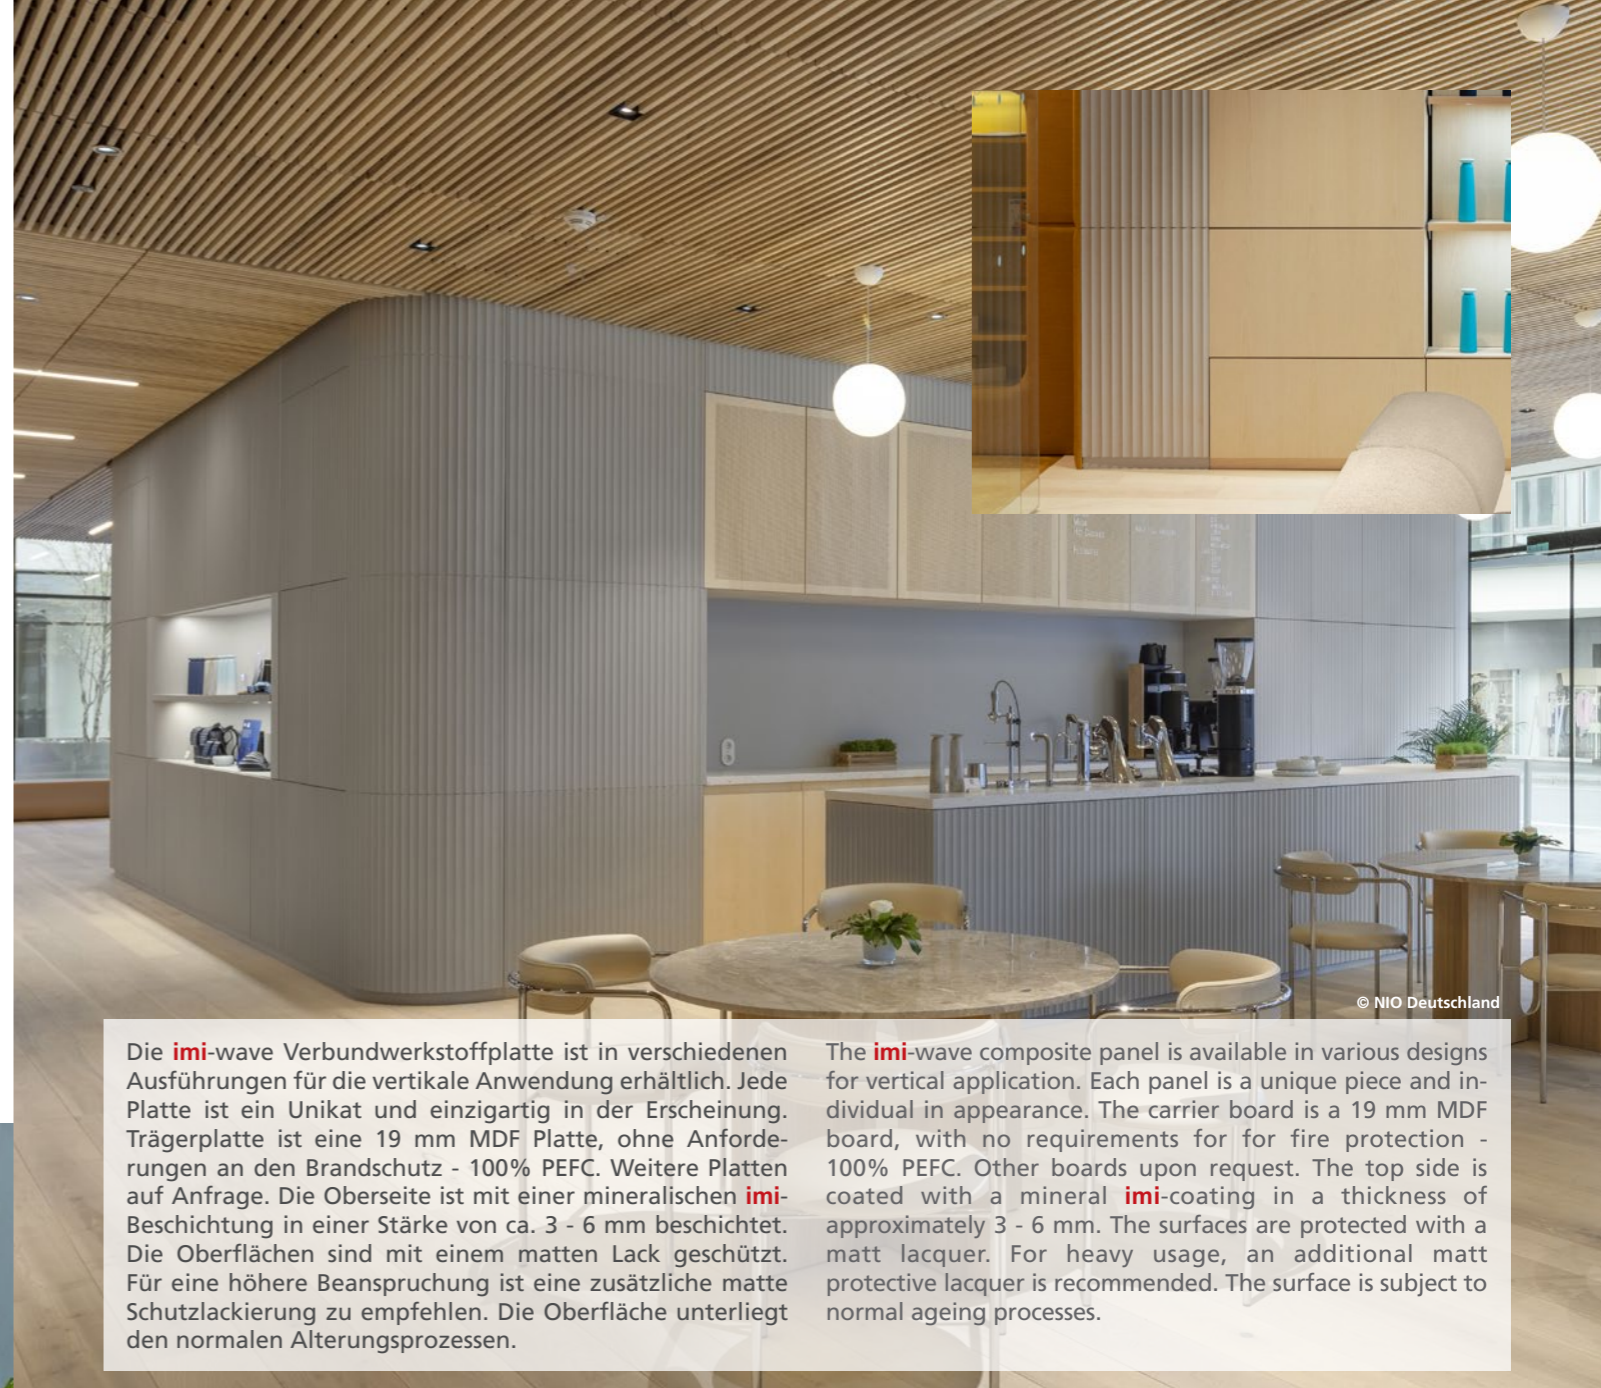 © NIO Deutschland
Die imi-wave Verbundwerkstoffplatte ist in verschiedenen
Ausführungen für die vertikale Anwendung erhältlich. Jede
Platte ist ein Unikat und einzigartig in der Erscheinung.
Trägerplatte ist eine 19 mm MDF Platte, ohne Anforde-
rungen an den Brandschutz - 100% PEFC. Weitere Platten
auf Anfrage. Die Oberseite ist mit einer mineralischen imi-
Beschichtung in einer Stärke von ca. 3 - 6 mm beschichtet.
Die Oberflächen sind mit einem matten Lack geschützt.
Für eine höhere Beanspruchung ist eine zusätzliche matte
Schutzlackierung zu empfehlen. Die Oberfläche unterliegt
den normalen Alterungsprozessen.
The imi-wave composite panel is available in various designs
for vertical application. Each panel is a unique piece and in-
dividual in appearance. The carrier board is a 19 mm MDF
board, with no requirements for for fire protection -
100% PEFC. Other boards upon request. The top side is
coated with a mineral imi-coating in a thickness of
approximately 3 - 6 mm. The surfaces are protected with a
matt lacquer. For heavy usage, an additional matt
protective lacquer is recommended. The surface is subject to
normal ageing processes.